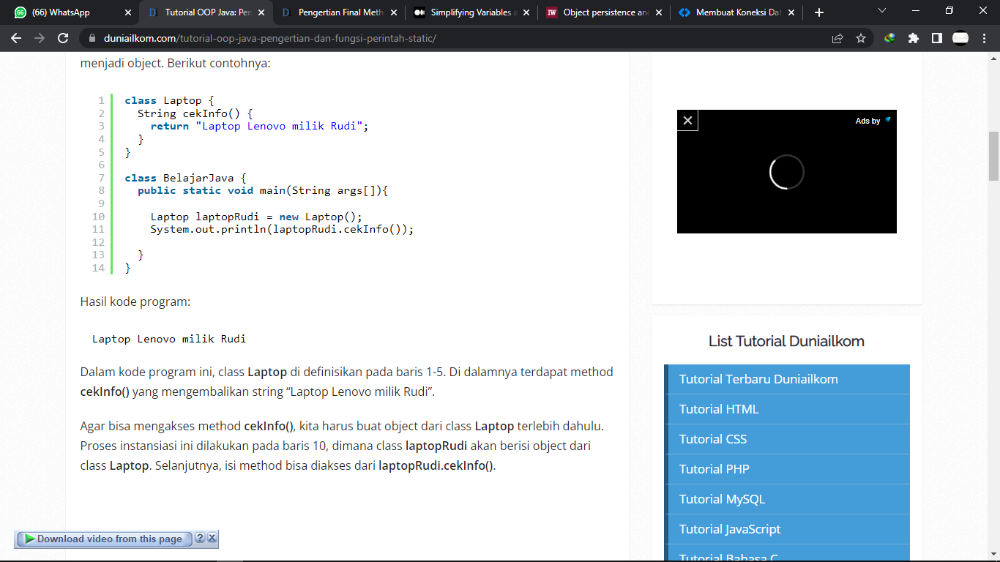 66 (66) WhatsApp
Tutorial OOP Java: Pen
Pengertian Final Meth
Simplifying Variables a
IW Object persistence and
Membuat Koneksi Dat
duniailkom.com/tutorial-oop-java-pengertian-dan-fungsi-perintah-static/
menjadi object. Berikut contohnya:
1 class Laptop {
2 String cekInfo() {
3 return "Laptop Lenovo milik Rudi";
4 }
5 }
6
7 class BelajarJava {
8 public static void main(String args[]){
9
10 Laptop laptopRudi = new Laptop();
11 System.out.println(laptopRudi.cekInfo());
12
13 }
14 }
Hasil kode program:
Laptop Lenovo milik Rudi
Dalam kode program ini, class Laptop di definisikan pada baris 1-5. Di dalamnya terdapat method
cekInfo() yang mengembalikan string “Laptop Lenovo milik Rudi”.
Agar bisa mengakses method cekInfo(), kita harus buat object dari class Laptop terlebih dahulu.
Proses instansiasi ini dilakukan pada baris 10, dimana class laptopRudi akan berisi object dari
class Laptop. Selanjutnya, isi method bisa diakses dari laptopRudi.cekInfo().
Download video from this page
Ads by
List Tutorial Duniailkom
Tutorial Terbaru Duniailkom
Tutorial HTML
Tutorial CSS
Tutorial PHP
Tutorial MySQL
Tutorial JavaScript
Tutorial Bahasa C